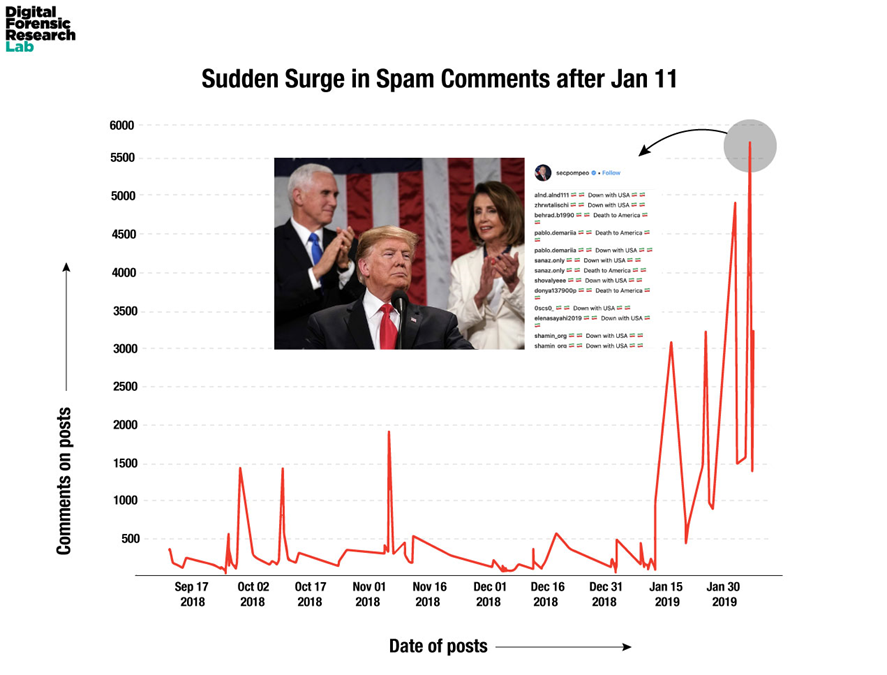 Digital
Forensic
Research
Lab
Sudden Surge in Spam Comments after Jan 11
6000
5500
5000
4500
4000
3500
3000
2500
2000
1500
1000
500
Comments on posts
secpompeo • Follow
alnd.alnd111 Down with USA
zhrwtalischi Down with USA
behrad.b1990 Death to America
pablo.demariia Death to America
pablo.demariia Down with USA
sanaz.only Down with USA
sanaz.only Death to America
shovalyeee Down with USA
donya137900p Death to America
0scs0_ Down with USA
elenasayahi2019 Down with USA
shamin_org Down with USA
shamin_org Down with USA
Sep 17 Oct 02 Oct 17 Nov 01 Nov 16 Dec 01 Dec 16 Dec 31 Jan 15 Jan 30
2018 2018 2018 2018 2018 2018 2018 2018 2019 2019
Date of posts